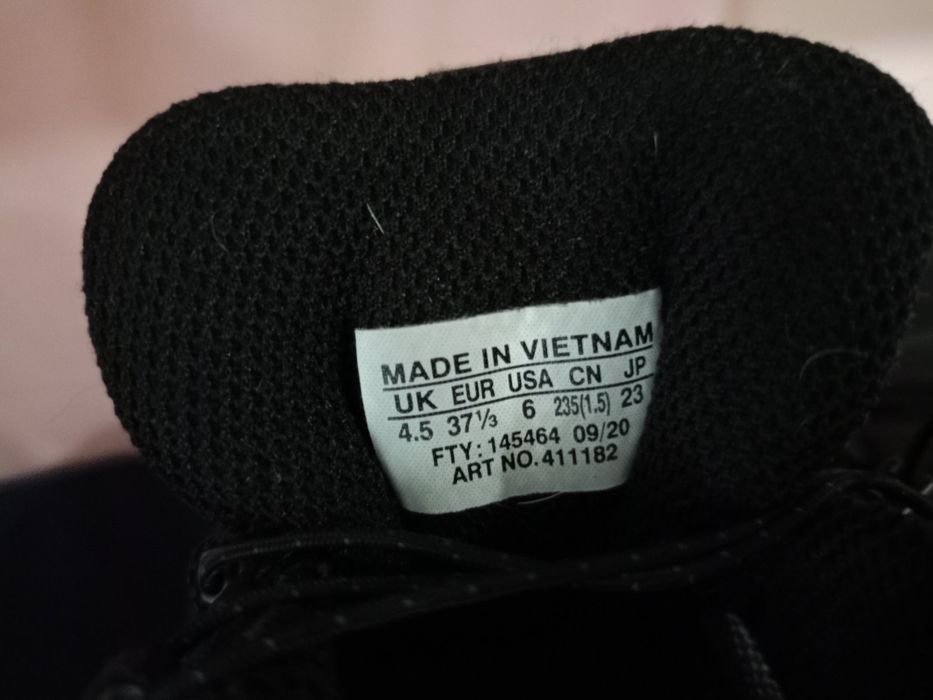 MADE IN VIETNAM
UK EUR USA CN JP
4.5 37⅓ 6 235(1.5) 23
FTY: 145464 09/20
ART NO. 411182